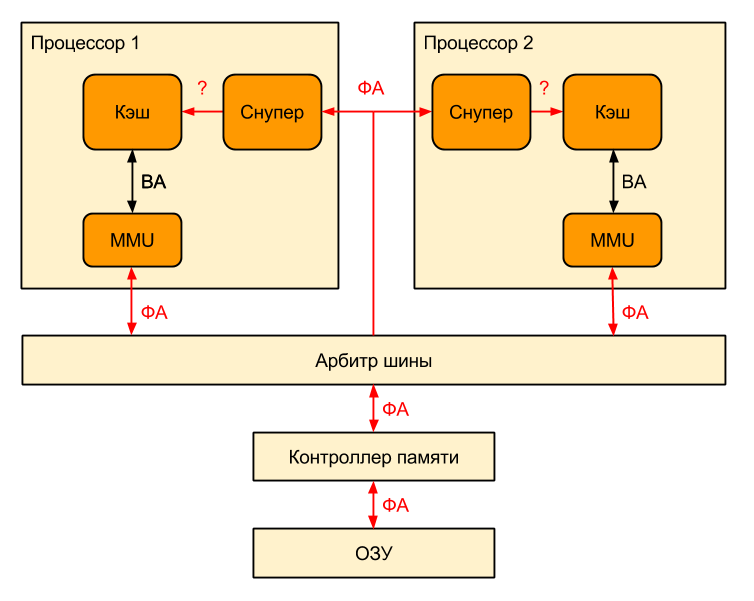 Процессор 1
Процессор 2
Кэш
?
Снупер
ФА
Снупер
?
Кэш
ВА
ВА
MMU
MMU
ФА
ФА
Арбитр шины
ФА
Контроллер памяти
ФА
ОЗУ